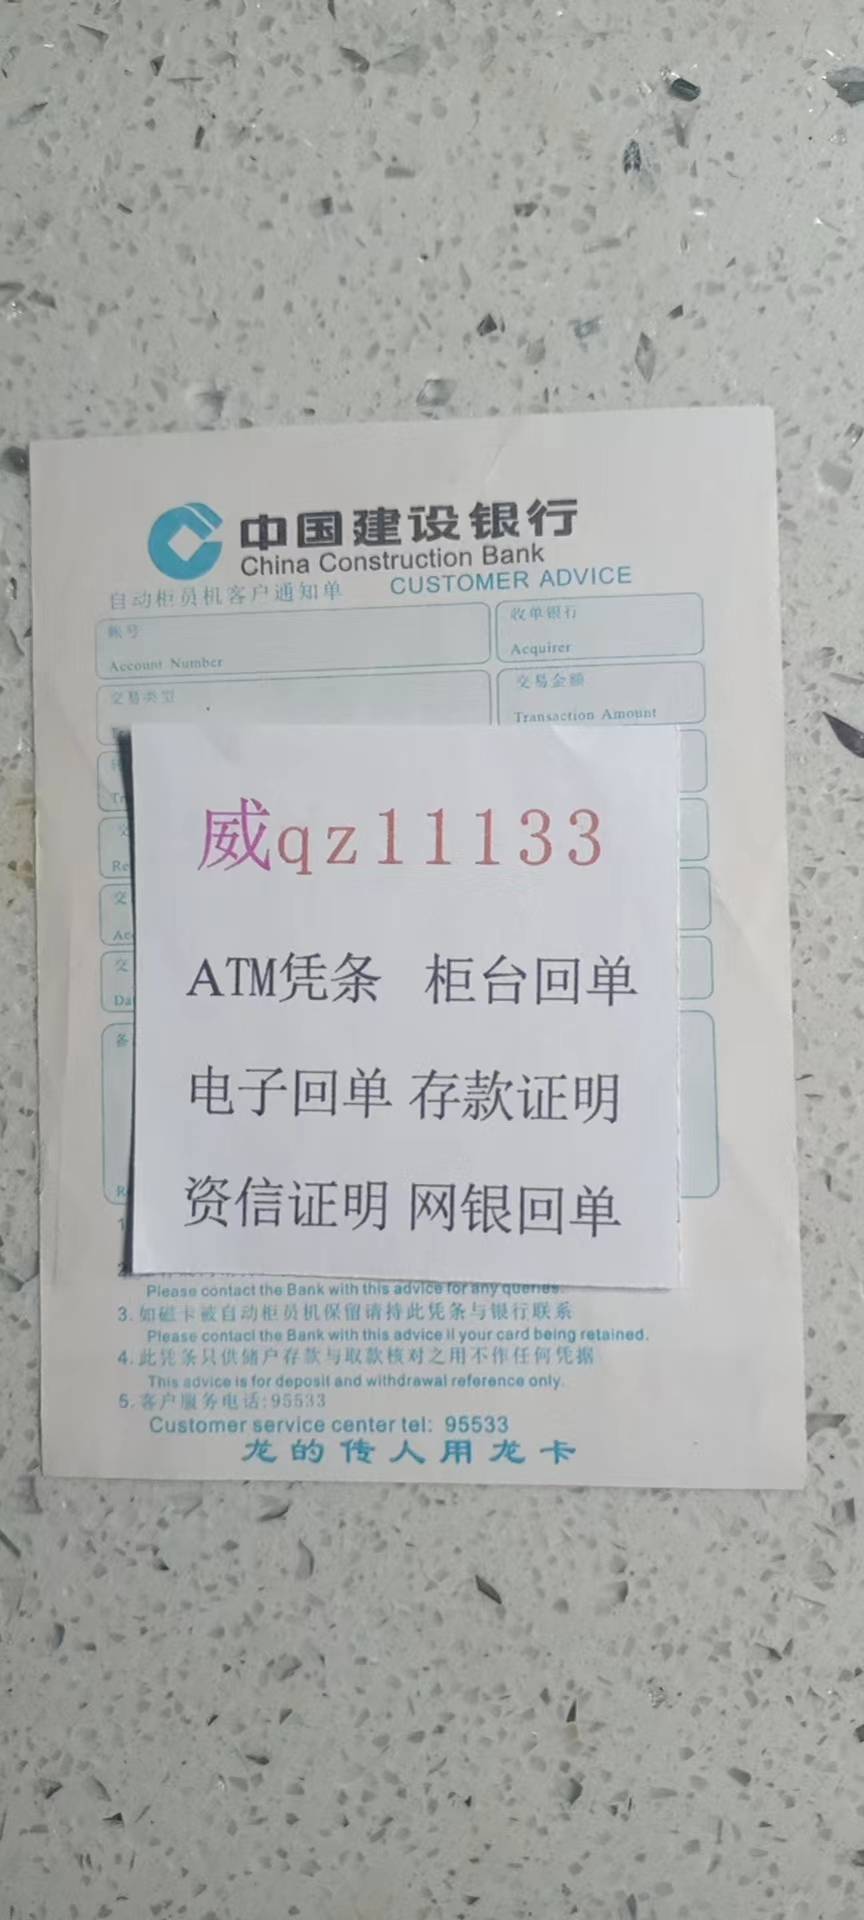 中国建设银行
China Construction Bank
自动柜员机客户通知单 CUSTOMER ADVICE
帐号
Account Number
收单银行
Acquirer
交易类型
交易金额
Transaction Amount
威qz11133
ATM凭条 柜台回单
电子回单 存款证明
资信证明 网银回单
Please contact the Bank with this advice for any queries.
3. 如磁卡被自动柜员机保留请持此凭条与银行联系
Please contact the Bank with this advice if your card being retained.
4. 此凭条只供储户存款与取款核对之用不作任何凭据
This advice is for deposit and withdrawal reference only.
5. 客户服务电话:95533
Customer service center tel: 95533
龙的传人用龙卡